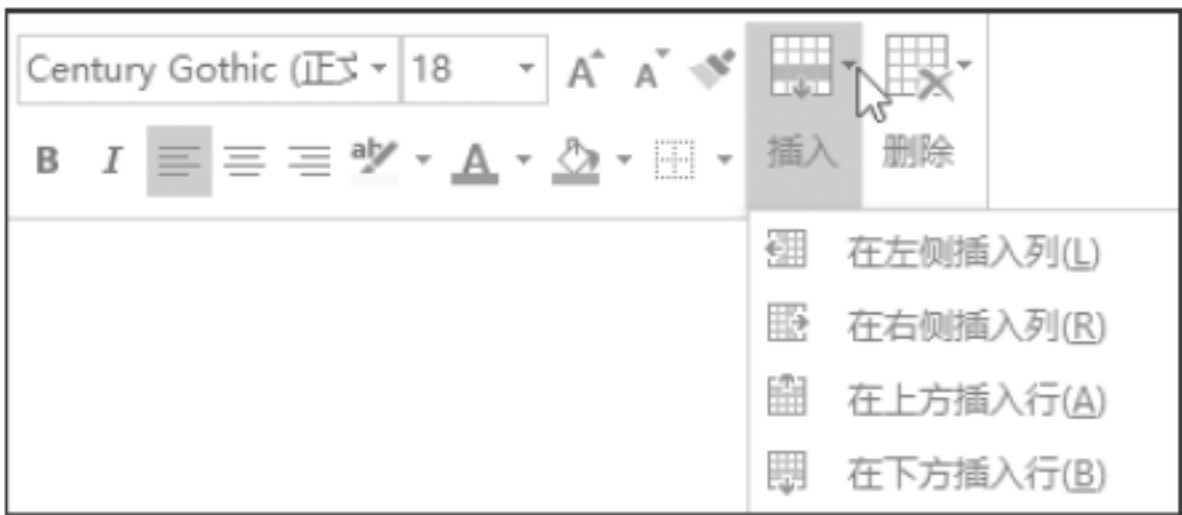 Century Gothic (正文 18 A A
B I ab A
插入 删除
在左侧插入列(L)
在右侧插入列(R)
在上方插入行(A)
在下方插入行(B)